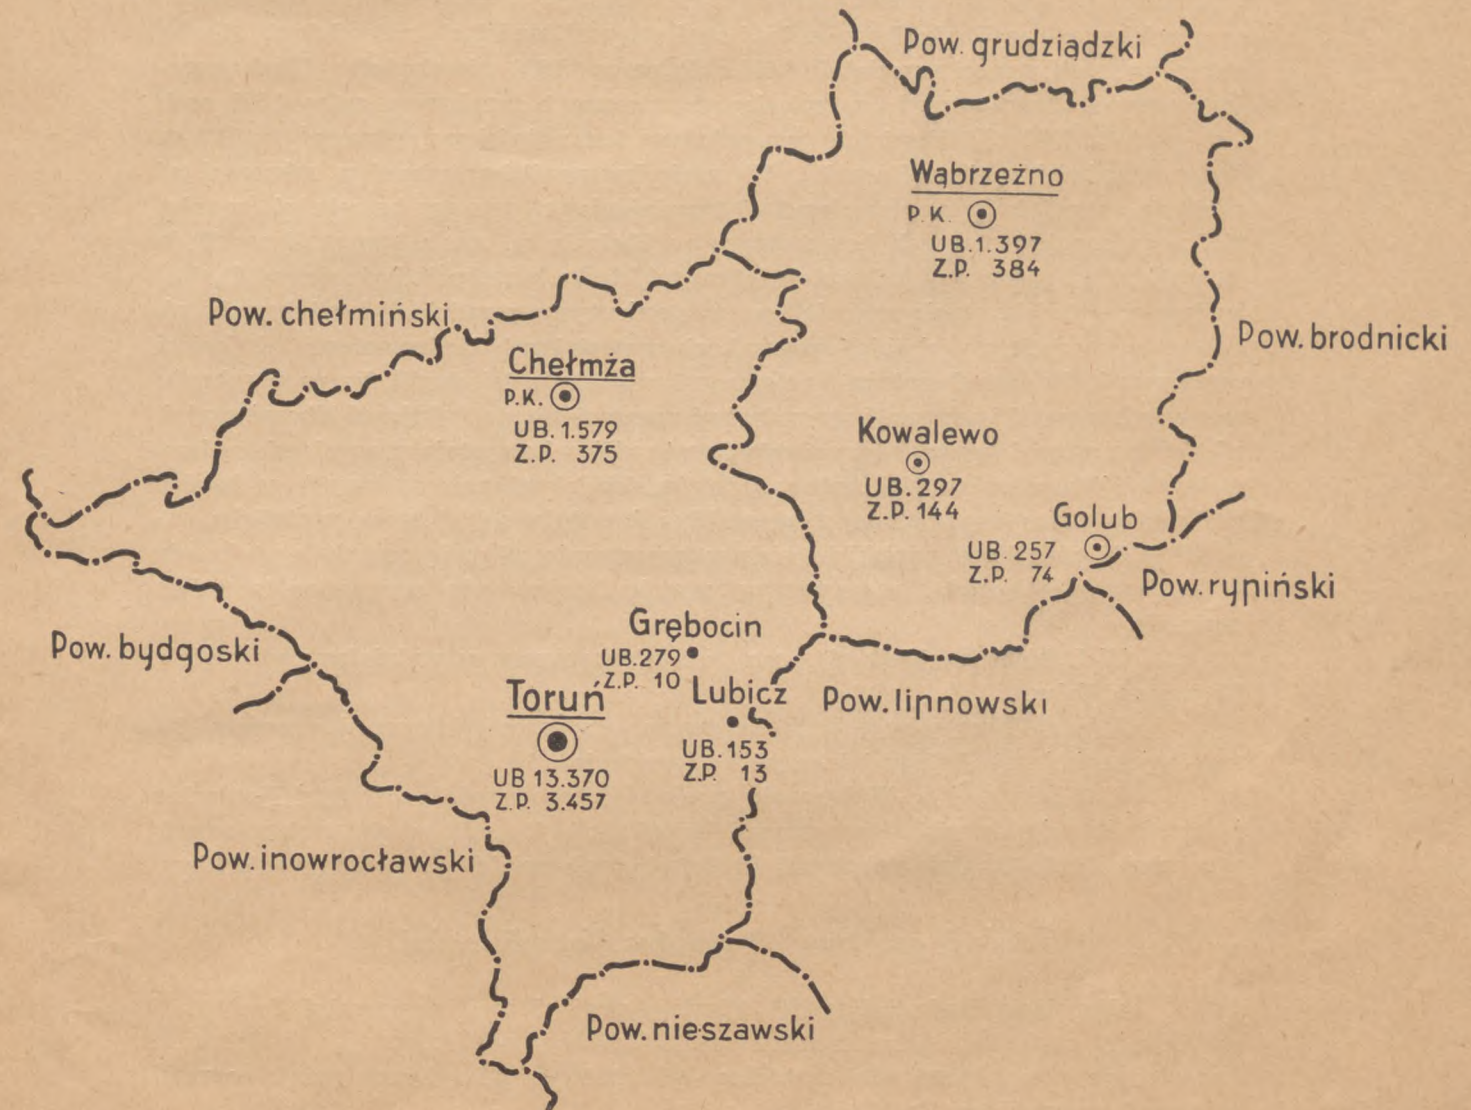 Pow. grudziądzki
Wąbrzeźno
P.K.
UB.1.397
Z.P. 384
Pow. chełmiński
Pow. brodnicki
Chełmża
P.K.
UB.1.579
Z.P. 375
Kowalewo
UB.297
Z.P.144
Golub
UB.257
Z.P. 74
Pow. rypiński
Grębocin
UB.279
Z.P. 10
Pow. bydgoski
Toruń
UB 13.370
Z.P. 3.457
Lubicz
UB.153
Z.P. 13
Pow. lipnowski
Pow. inowrocławski
Pow. nieszawski